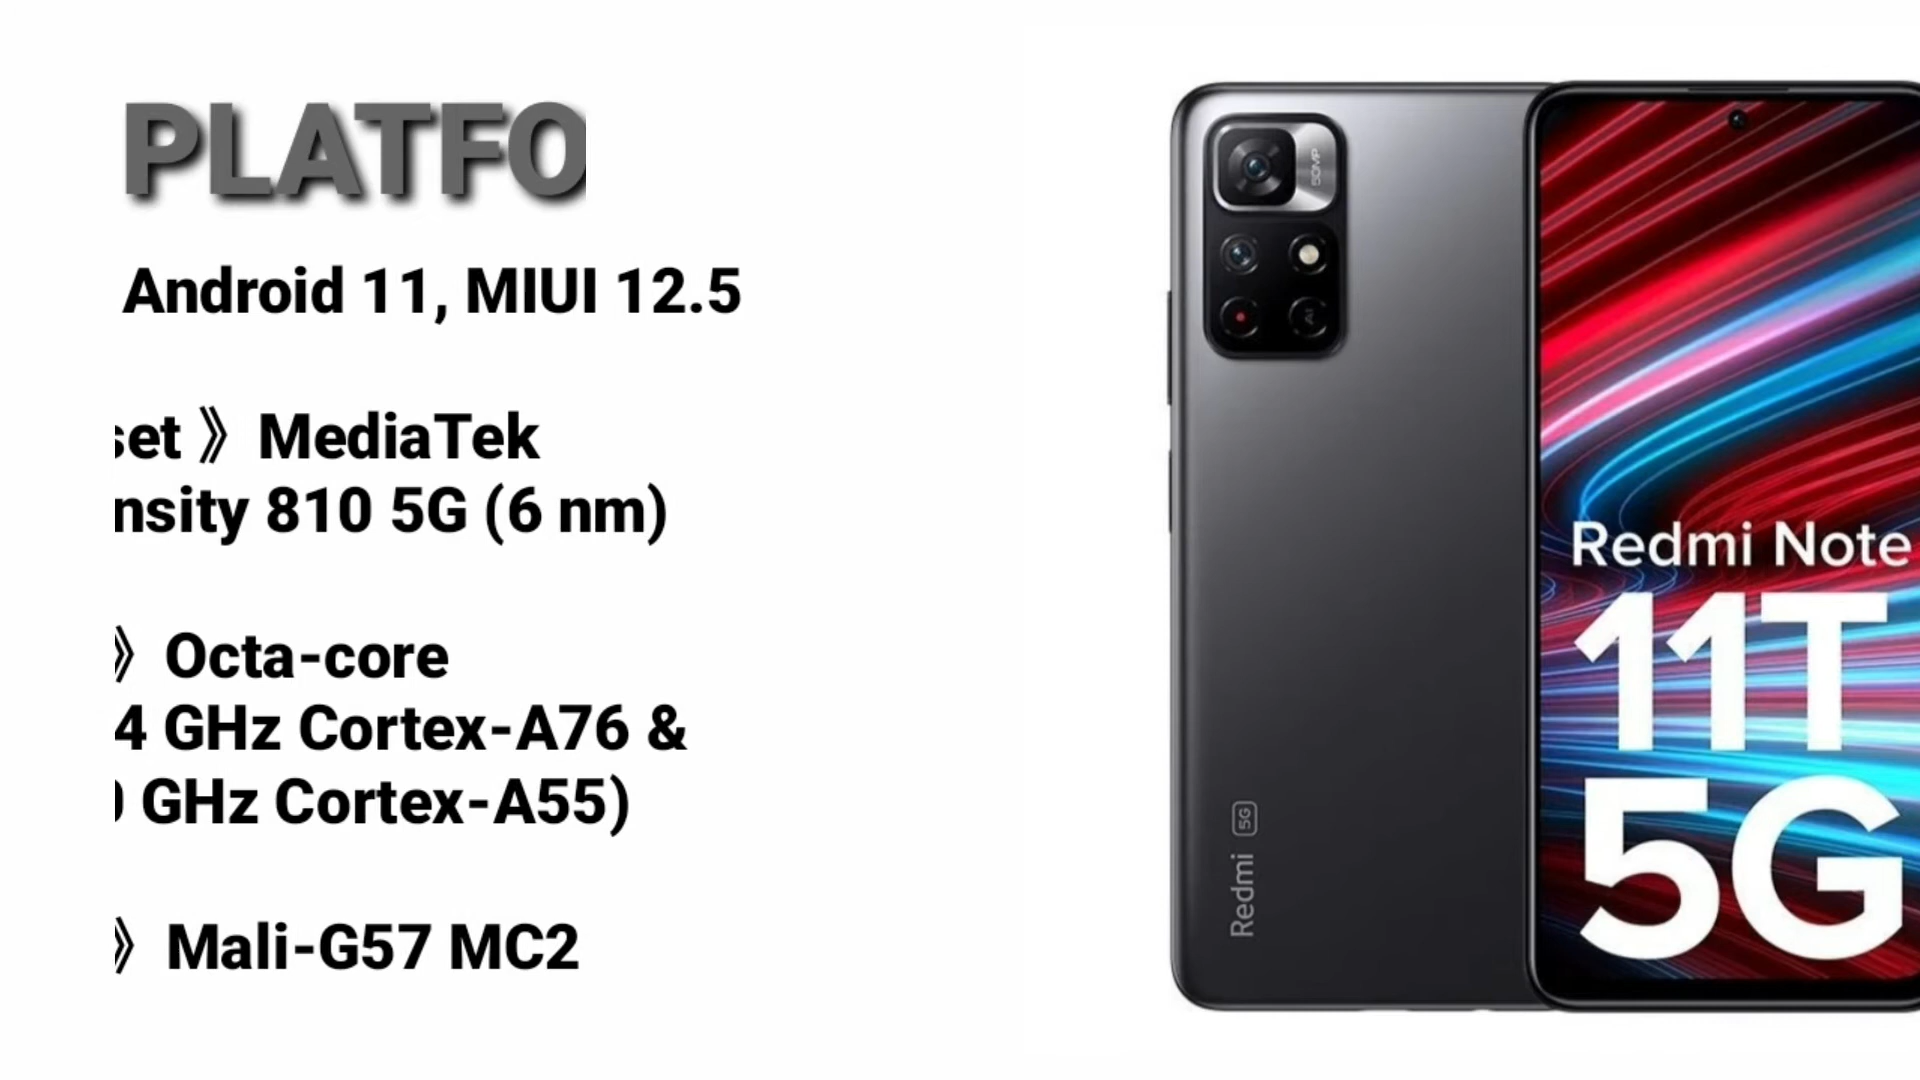 PLATFO
Android 11, MIUI 12.5
set 》MediaTek
nsity 810 5G (6 nm)
》Octa-core
4 GHz Cortex-A76 &
GHz Cortex-A55)
》Mali-G57 MC2
50MP
AI
Redmi 5G
Redmi Note
11T
5G